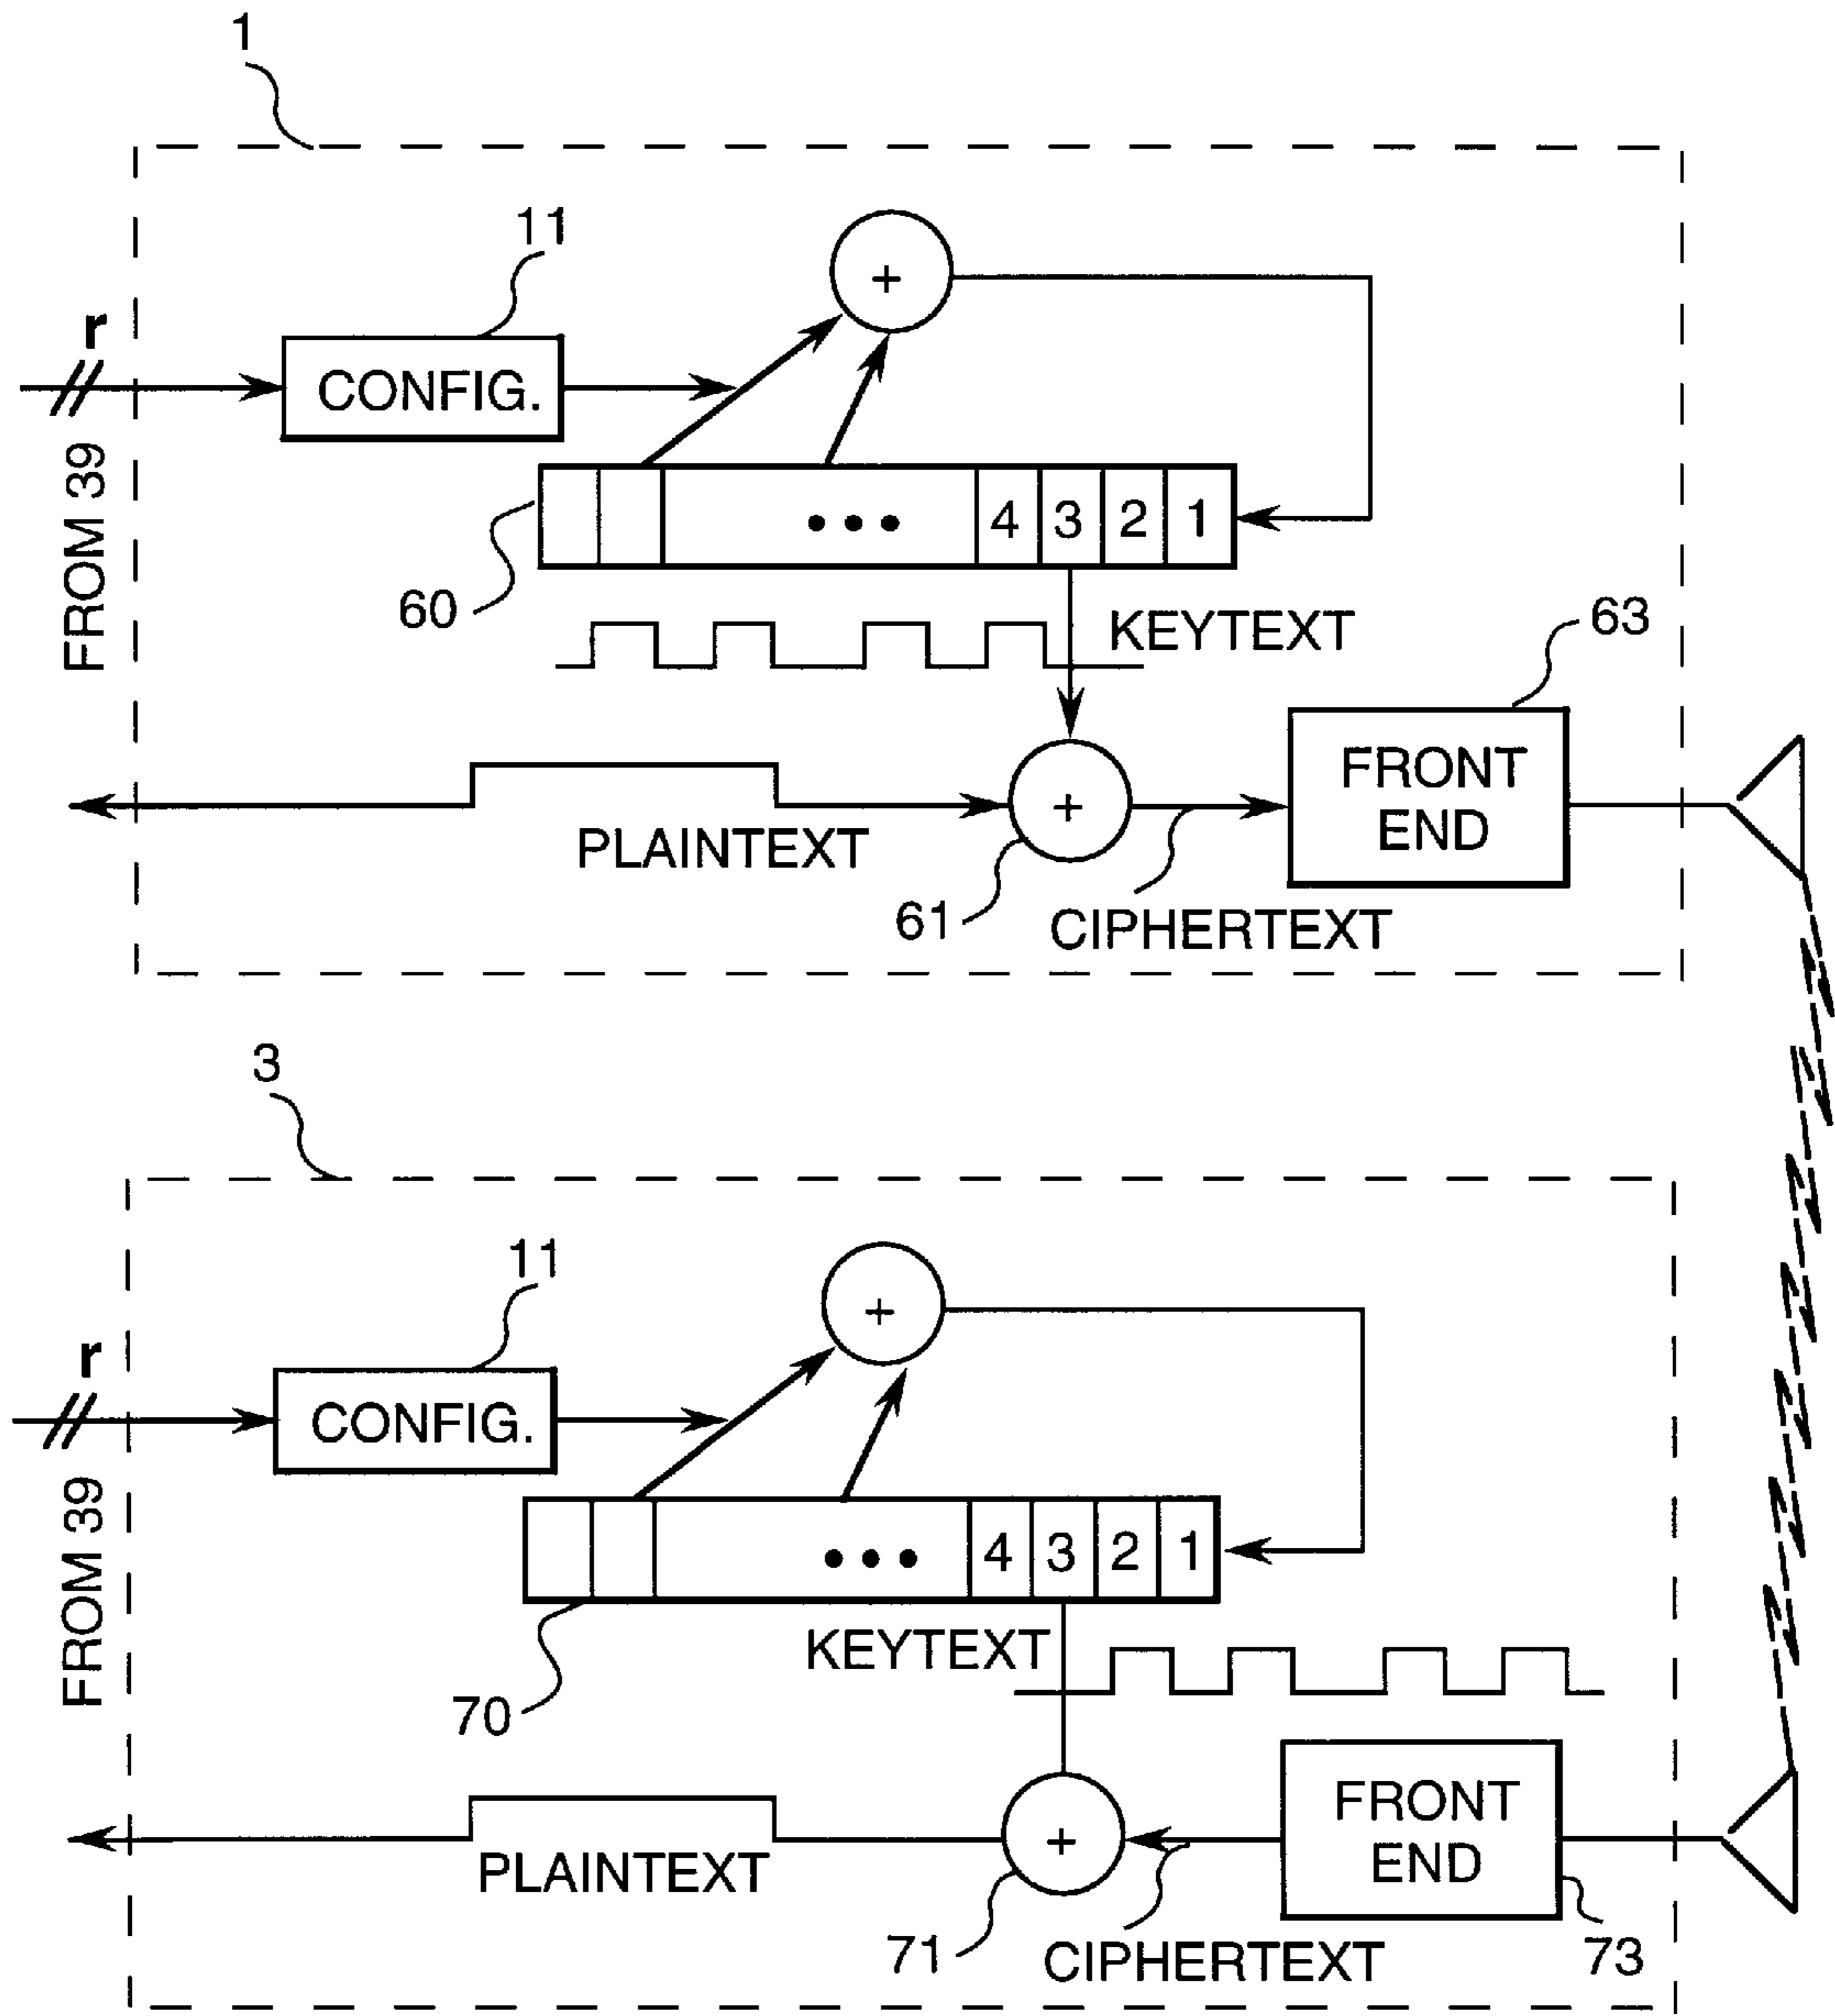 1
11
+
r
CONFIG.
FROM 39
4 3 2 1
60
KEYTEXT
63
FRONT
END
+
PLAINTEXT
61
CIPHERTEXT
3
11
+
r
CONFIG.
FROM 39
4 3 2 1
KEYTEXT
70
FRONT
END
+
PLAINTEXT
71
CIPHERTEXT
73